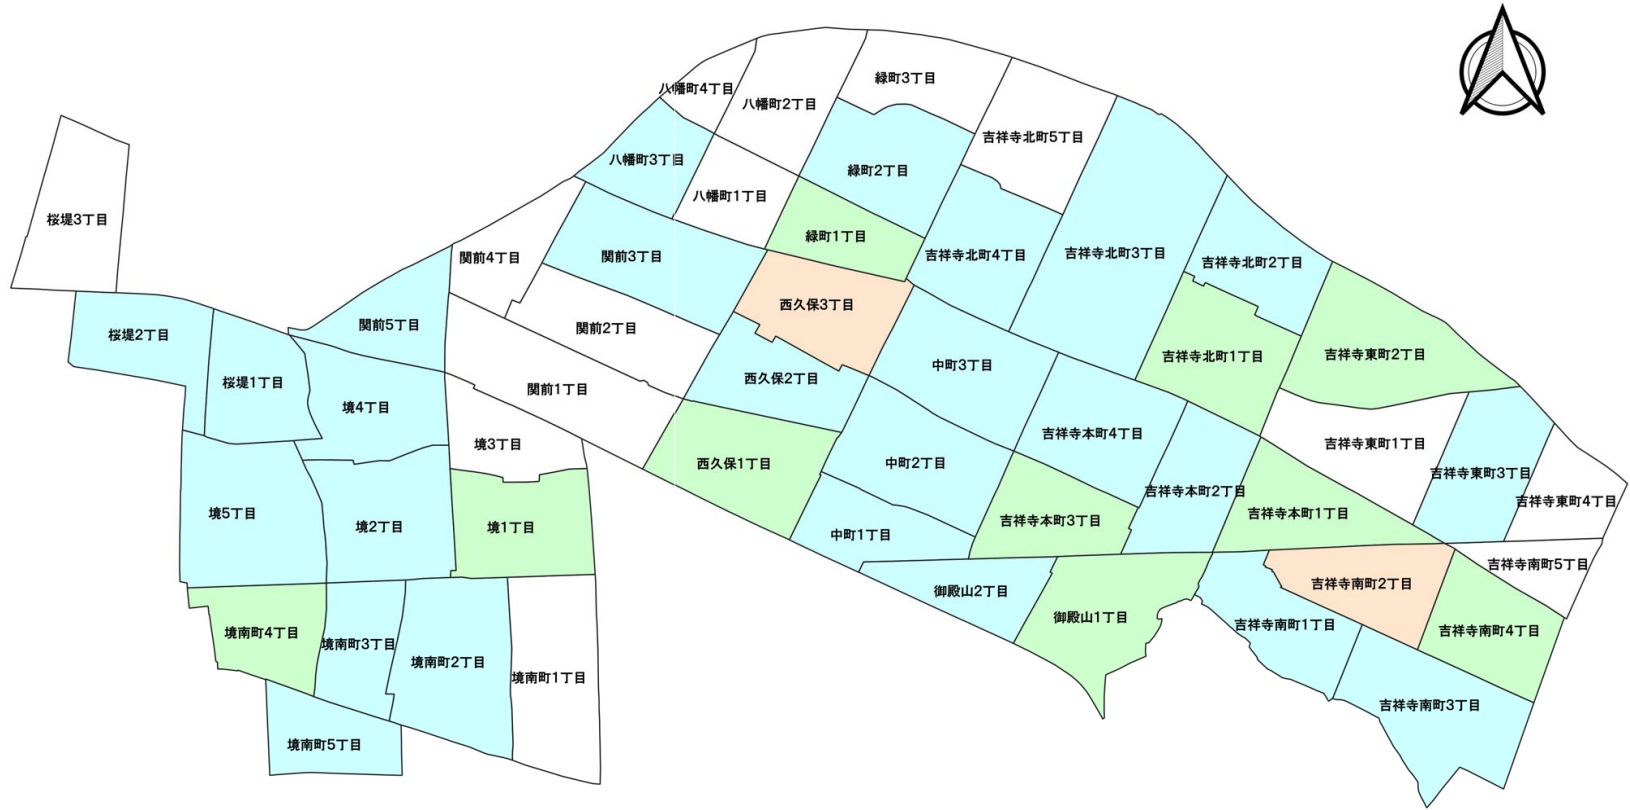 八幡町4丁目
八幡町2丁目
緑町3丁目
吉祥寺北町5丁目
八幡町3丁目
緑町2丁目
八幡町1丁目
桜堤3丁目
緑町1丁目
関前4丁目
関前3丁目
吉祥寺北町4丁目
吉祥寺北町3丁目
吉祥寺北町2丁目
西久保3丁目
桜堤2丁目
関前5丁目
関前2丁目
吉祥寺北町1丁目
吉祥寺東町2丁目
中町3丁目
桜堤1丁目
西久保2丁目
関前1丁目
境4丁目
吉祥寺本町4丁目
境3丁目
吉祥寺東町1丁目
西久保1丁目
中町2丁目
吉祥寺東町3丁目
吉祥寺本町2丁目
吉祥寺東町4丁目
境5丁目
境2丁目
境1丁目
吉祥寺本町3丁目
吉祥寺本町1丁目
中町1丁目
吉祥寺南町5丁目
御殿山2丁目
吉祥寺南町2丁目
御殿山1丁目
吉祥寺南町1丁目
境南町4丁目
吉祥寺南町4丁目
境南町3丁目
境南町2丁目
境南町1丁目
吉祥寺南町3丁目
境南町5丁目